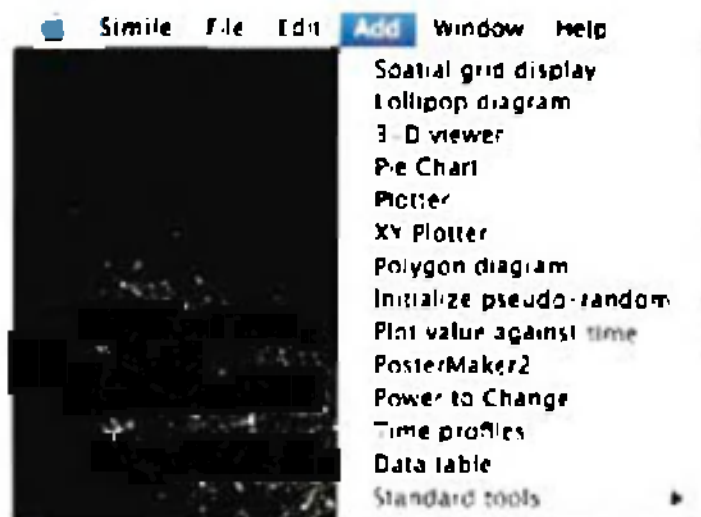 Simile File Edit Add Window Help
Spatial grid display
Lollipop diagram
3-D viewer
Pie Chart
Plotter
XY Plotter
Polygon diagram
Initialize pseudo-random
Plot value against time
PosterMaker2
Power to Change
Time profiles
Data table
Standard tools